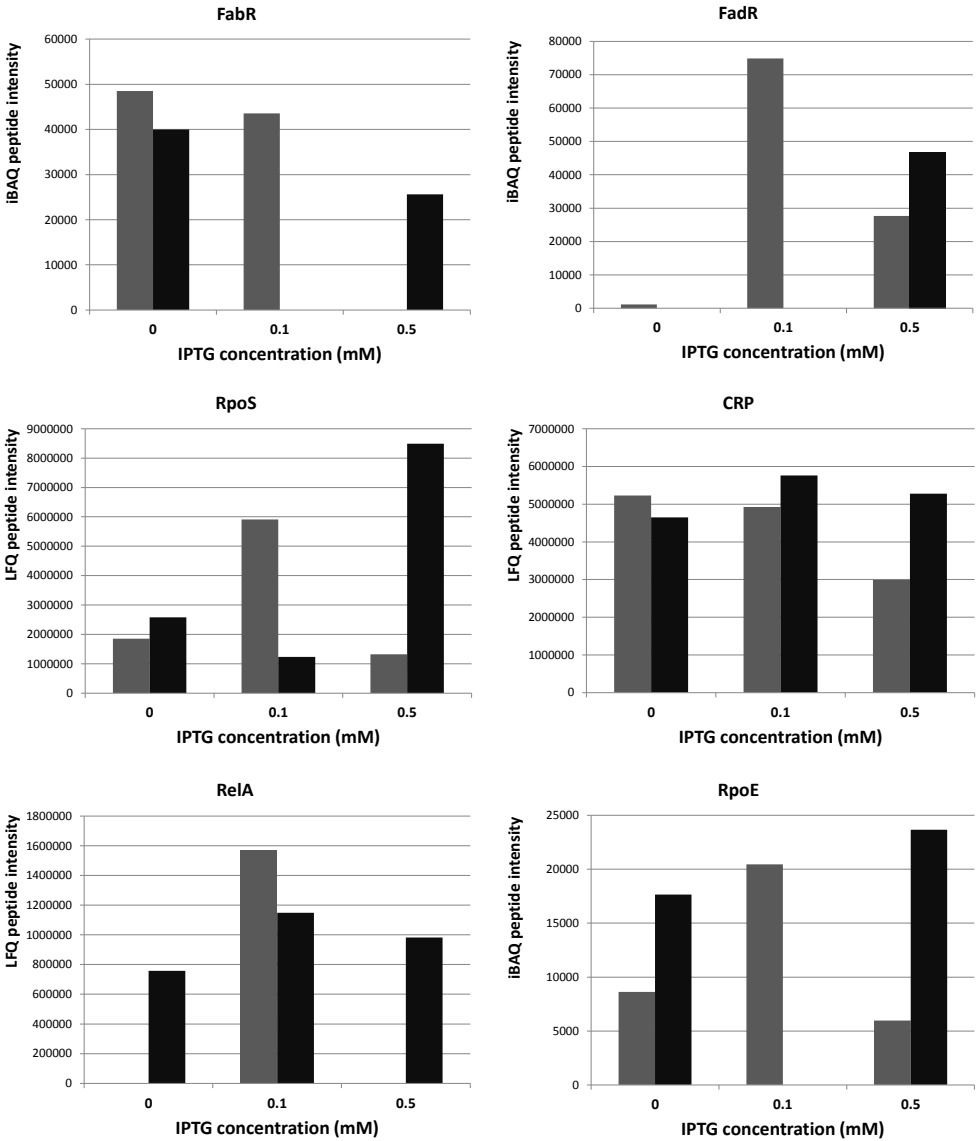 FabR
iBAQ peptide intensity
60000
50000
40000
30000
20000
10000
0
0 0.1 0.5
IPTG concentration (mM)
FadR
iBAQ peptide intensity
80000
70000
60000
50000
40000
30000
20000
10000
0
0 0.1 0.5
IPTG concentration (mM)
RpoS
LFQ peptide intensity
9000000
8000000
7000000
6000000
5000000
4000000
3000000
2000000
1000000
0
0 0.1 0.5
IPTG concentration (mM)
CRP
LFQ peptide intensity
7000000
6000000
5000000
4000000
3000000
2000000
1000000
0
0 0.1 0.5
IPTG concentration (mM)
RelA
LFQ peptide intensity
1800000
1600000
1400000
1200000
1000000
800000
600000
400000
200000
0
0 0.1 0.5
IPTG concentration (mM)
RpoE
iBAQ peptide intensity
25000
20000
15000
10000
5000
0
0 0.1 0.5
IPTG concentration (mM)